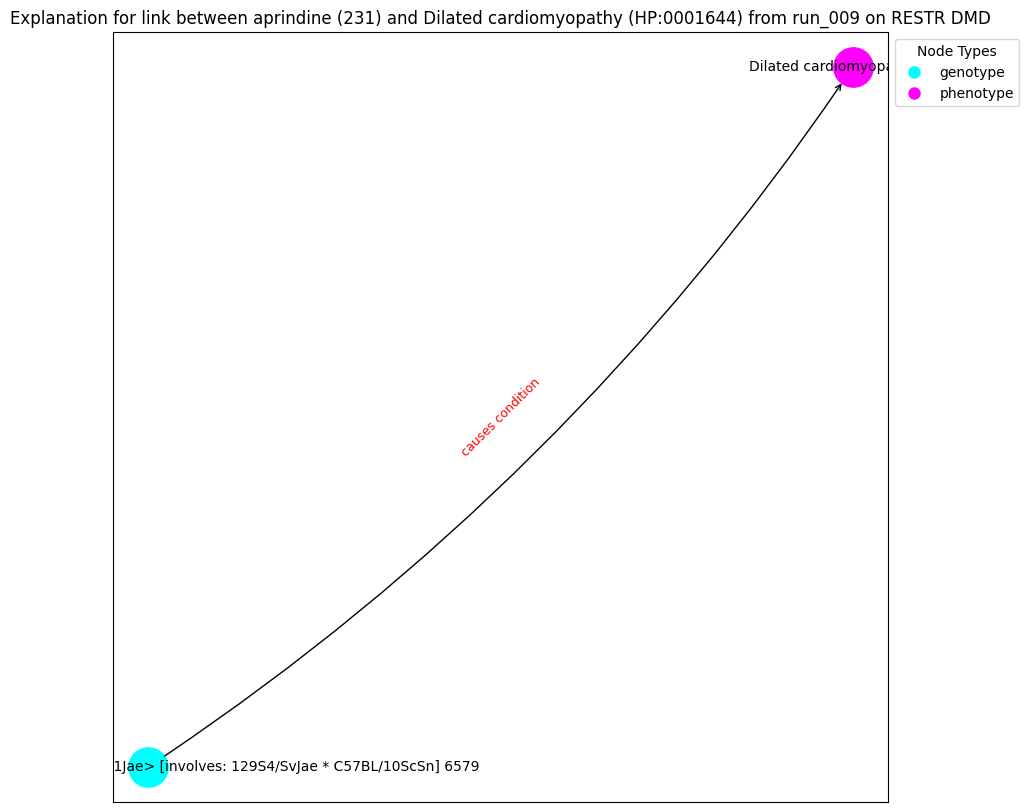 Explanation for link between aprindine (231) and Dilated cardiomyopathy (HP:0001644) from run_009 on RESTR DMD
Node Types
genotype
phenotype
Dilated cardiomyopa
causes condition
1Jae> [involves: 129S4/SvJae * C57BL/10ScSn] 6579